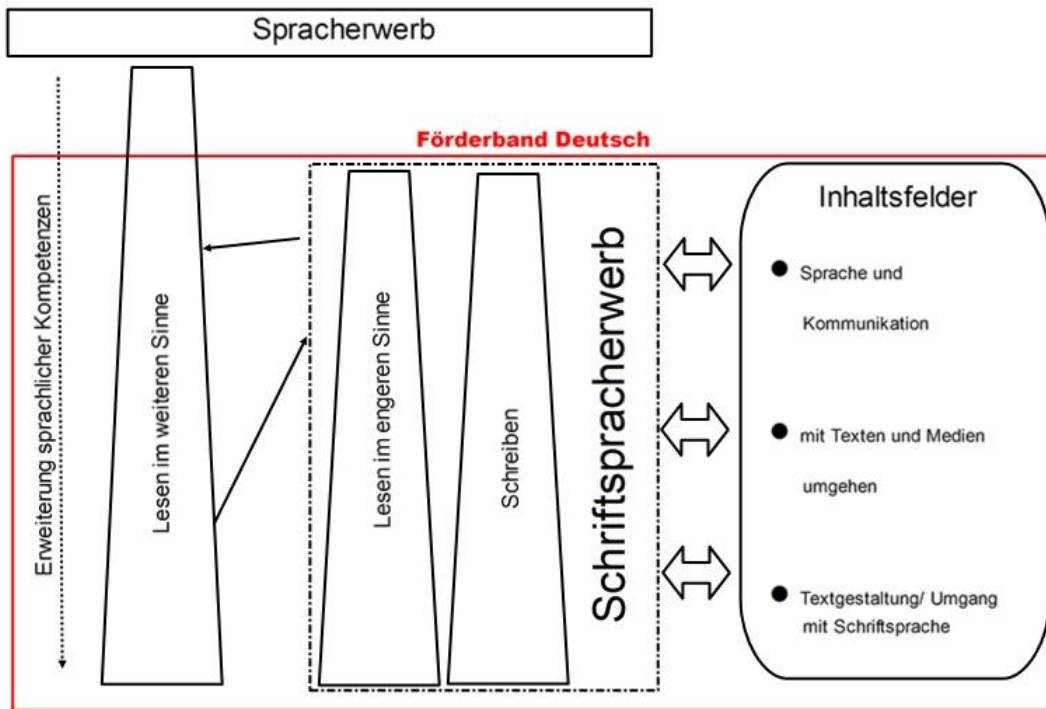 Spracherwerb
Förderband Deutsch
Erweiterung sprachlicher Kompetenzen
Lesen im weiteren Sinne
Lesen im engeren Sinne
Schreiben
Schriftspracherwerb
Inhaltsfelder
● Sprache und
Kommunikation
● mit Texten und Medien
umgehen
● Textgestaltung/ Umgang
mit Schriftsprache